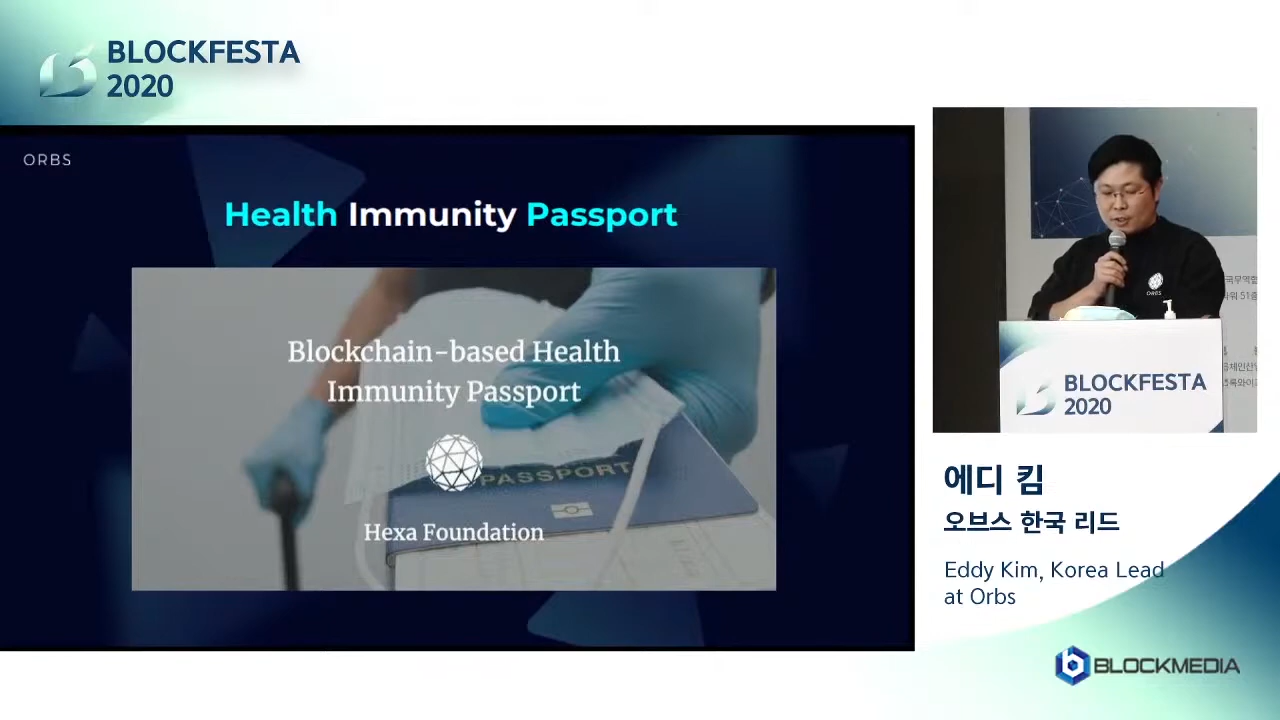 BLOCKFESTA
2020
ORBS
Health Immunity Passport
Blockchain-based Health
Immunity Passport
PASSPORT
Hexa Foundation
ORBS
BLOCKFESTA
2020
에디 킴
오브스 한국 리드
Eddy Kim, Korea Lead
at Orbs
BLOCKMEDIA